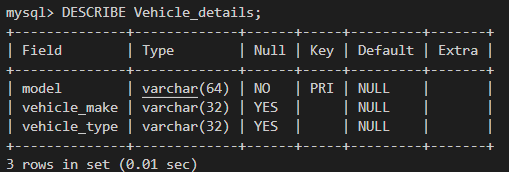 mysql> DESCRIBE Vehicle_details;
+--------------+-------------+------+-----+---------+-------+
| Field        | Type        | Null | Key | Default | Extra |
+--------------+-------------+------+-----+---------+-------+
| model        | varchar(64) | NO   | PRI | NULL    |       |
| vehicle_make | varchar(32) | YES  |     | NULL    |       |
| vehicle_type | varchar(32) | YES  |     | NULL    |       |
+--------------+-------------+------+-----+---------+-------+
3 rows in set (0.01 sec)